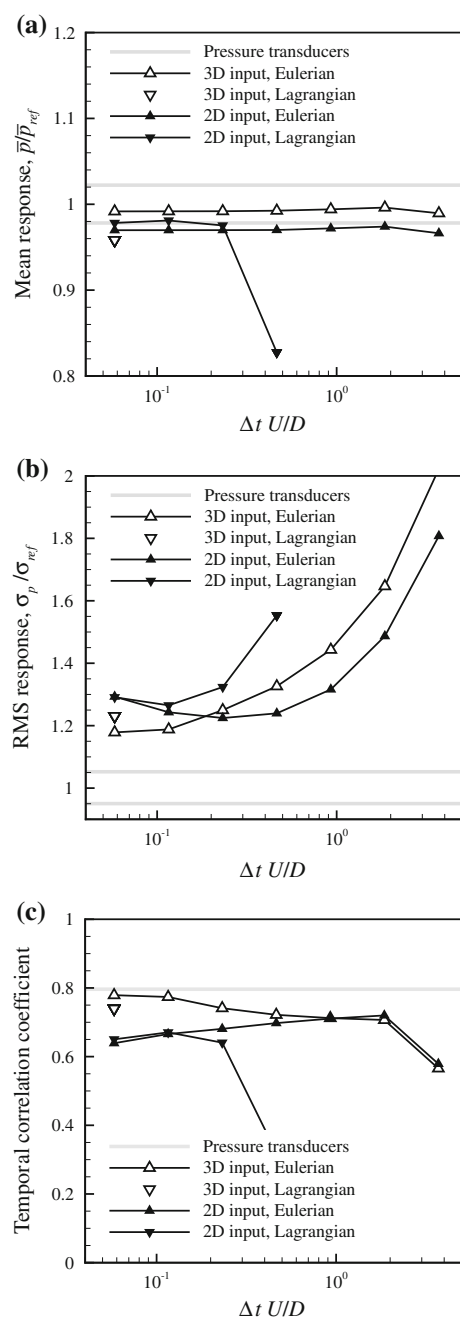 (a)
1.2
Pressure transducers
3D input, Eulerian
3D input, Lagrangian
2D input, Eulerian
2D input, Lagrangian
1.1
1
0.9
0.8
Mean response, p̅/p̅ref
10⁻¹
10⁰
Δt U/D
(b)
2
Pressure transducers
3D input, Eulerian
3D input, Lagrangian
2D input, Eulerian
2D input, Lagrangian
1.8
1.6
1.4
1.2
1
RMS response, σp/σref
10⁻¹
10⁰
Δt U/D
(c)
1
0.8
0.6
0.4
0.2
0
Temporal correlation coefficient
Pressure transducers
3D input, Eulerian
3D input, Lagrangian
2D input, Eulerian
2D input, Lagrangian
10⁻¹
10⁰
Δt U/D